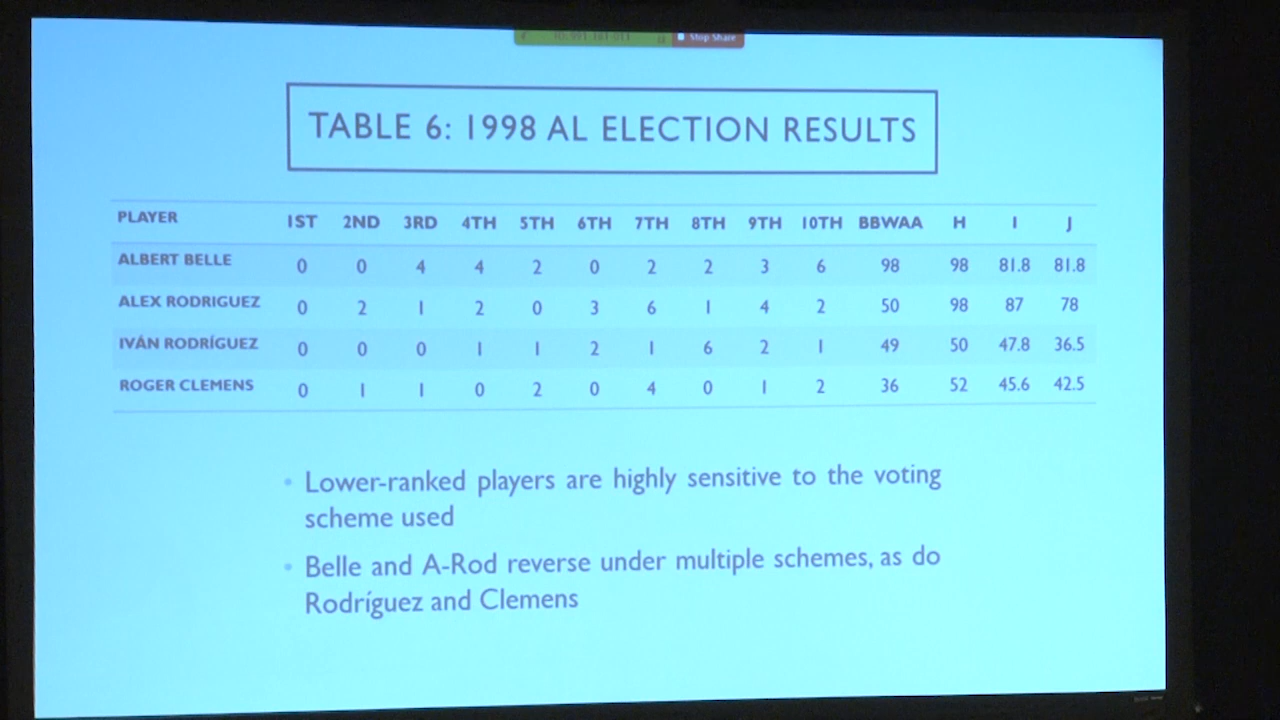 Stop Share
TABLE 6: 1998 AL ELECTION RESULTS
PLAYER 1ST 2ND 3RD 4TH 5TH 6TH 7TH 8TH 9TH 10TH BBWAA H I J
ALBERT BELLE 0 0 4 4 2 0 2 2 3 6 98 98 81.8 81.8
ALEX RODRIGUEZ 0 2 1 2 0 3 6 1 4 2 50 98 87 78
IVÁN RODRÍGUEZ 0 0 0 1 1 2 1 6 2 1 49 50 47.8 36.5
ROGER CLEMENS 0 1 1 0 2 0 4 0 1 2 36 52 45.6 42.5
• Lower-ranked players are highly sensitive to the voting
scheme used
• Belle and A-Rod reverse under multiple schemes, as do
Rodríguez and Clemens